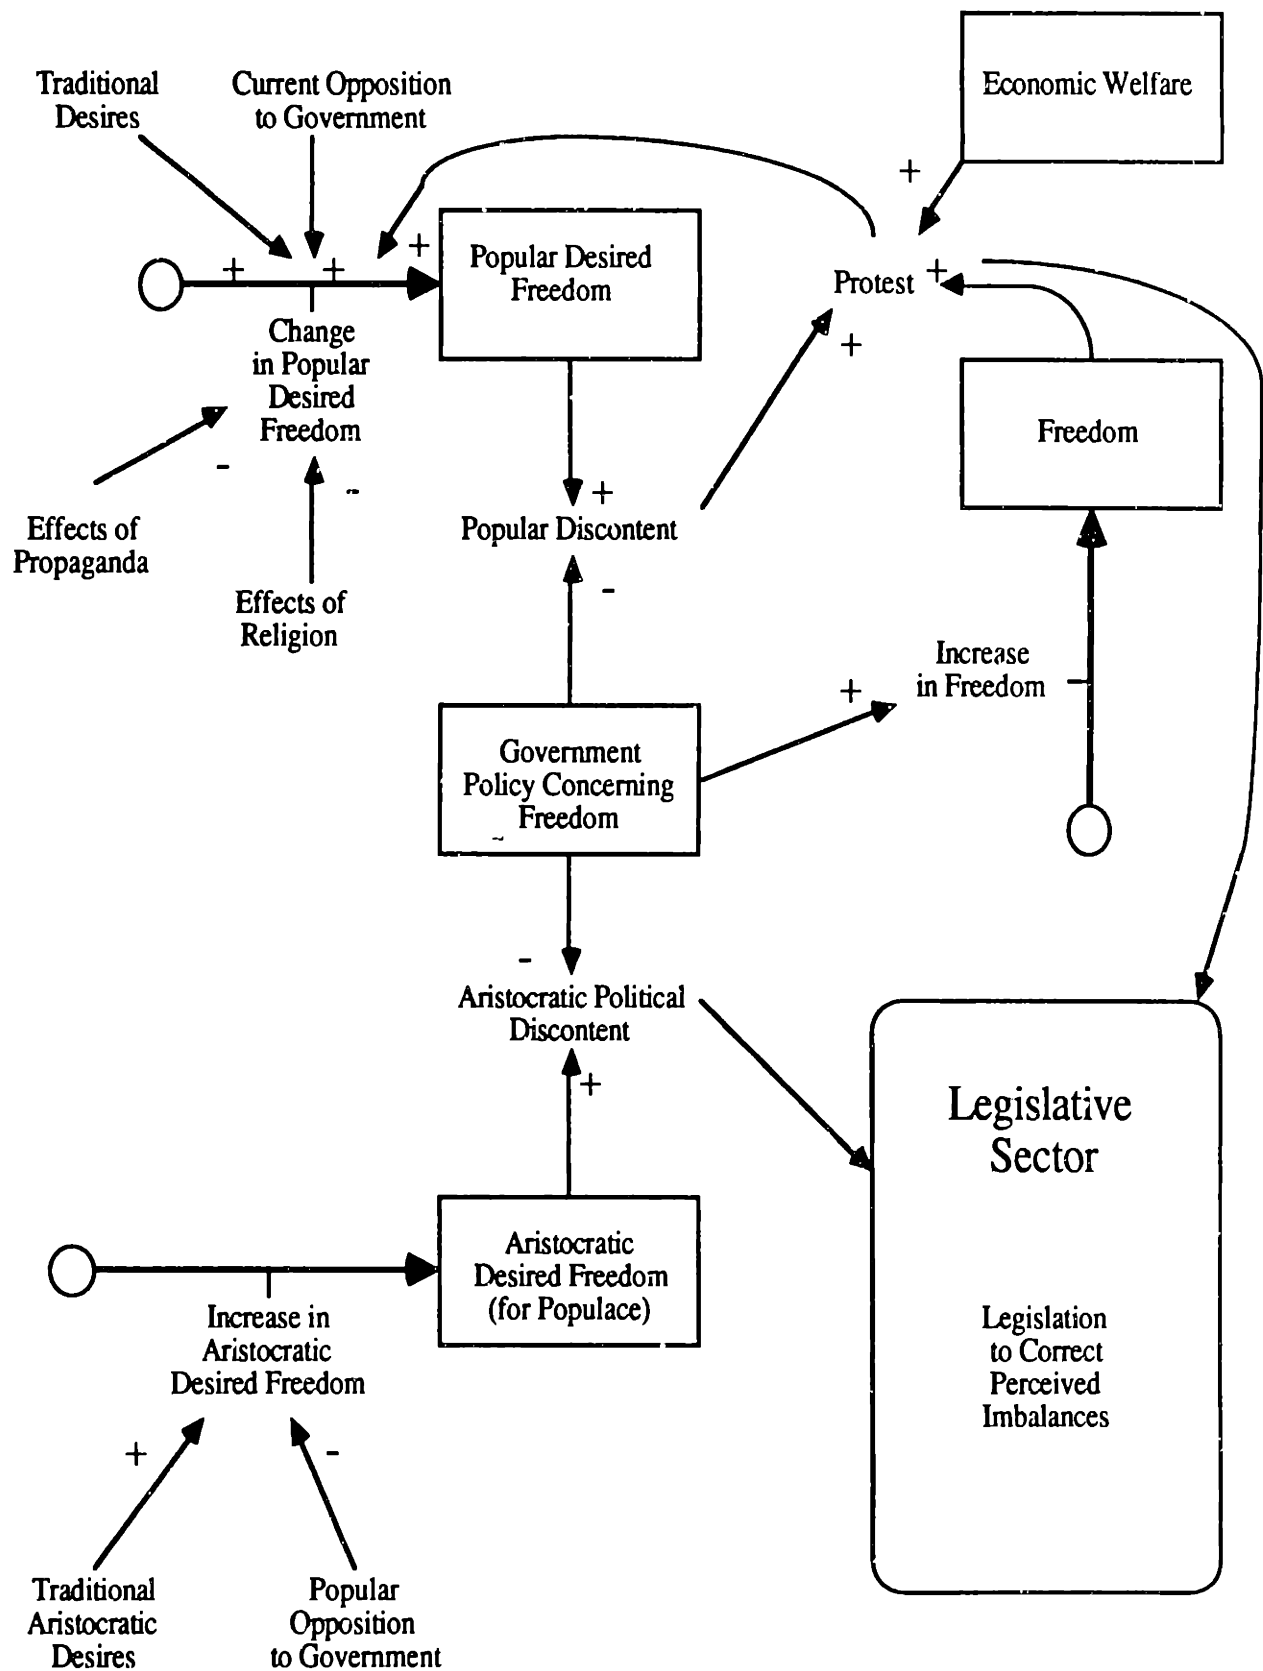 Economic Welfare
Traditional
Desires
Current Opposition
to Government
+
+
+
+
Popular Desired
Freedom
Protest
+
+
Change
in Popular
Desired
Freedom
-
-
Freedom
Effects of
Propaganda
+
Popular Discontent
-
Effects of
Religion
Increase
in Freedom
+
Government
Policy Concerning
Freedom
-
Aristocratic Political
Discontent
+
Legislative
Sector
Aristocratic
Desired Freedom
(for Populace)
Increase in
Aristocratic
Desired Freedom
Legislation
to Correct
Perceived
Imbalances
+
-
Traditional
Aristocratic
Desires
Popular
Opposition
to Government